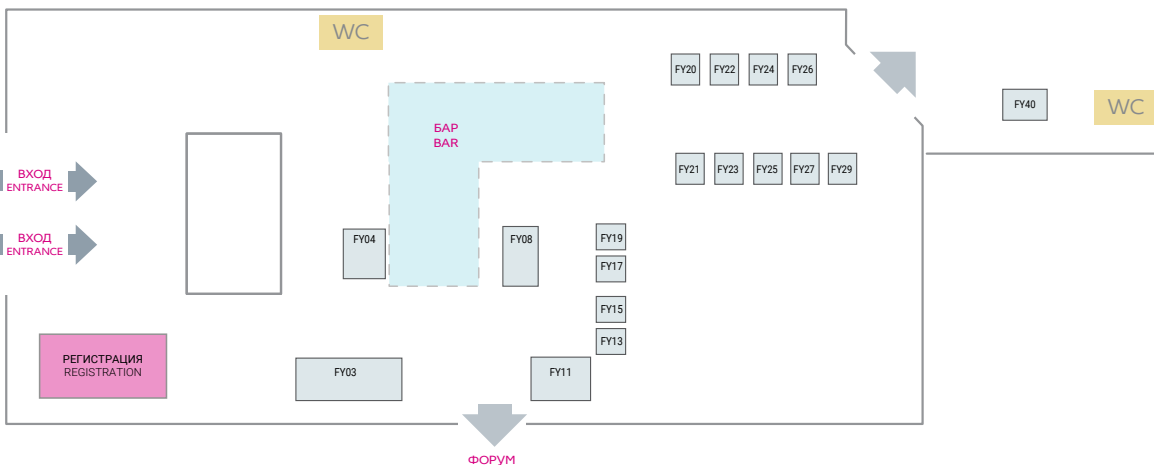 WC
FY20
FY22
FY24
FY26
FY40
WC
БАР
BAR
ВХОД
ENTRANCE
FY21
FY23
FY25
FY27
FY29
ВХОД
ENTRANCE
FY04
FY08
FY19
FY17
FY15
FY13
РЕГИСТРАЦИЯ
REGISTRATION
FY03
FY11
ФОРУМ